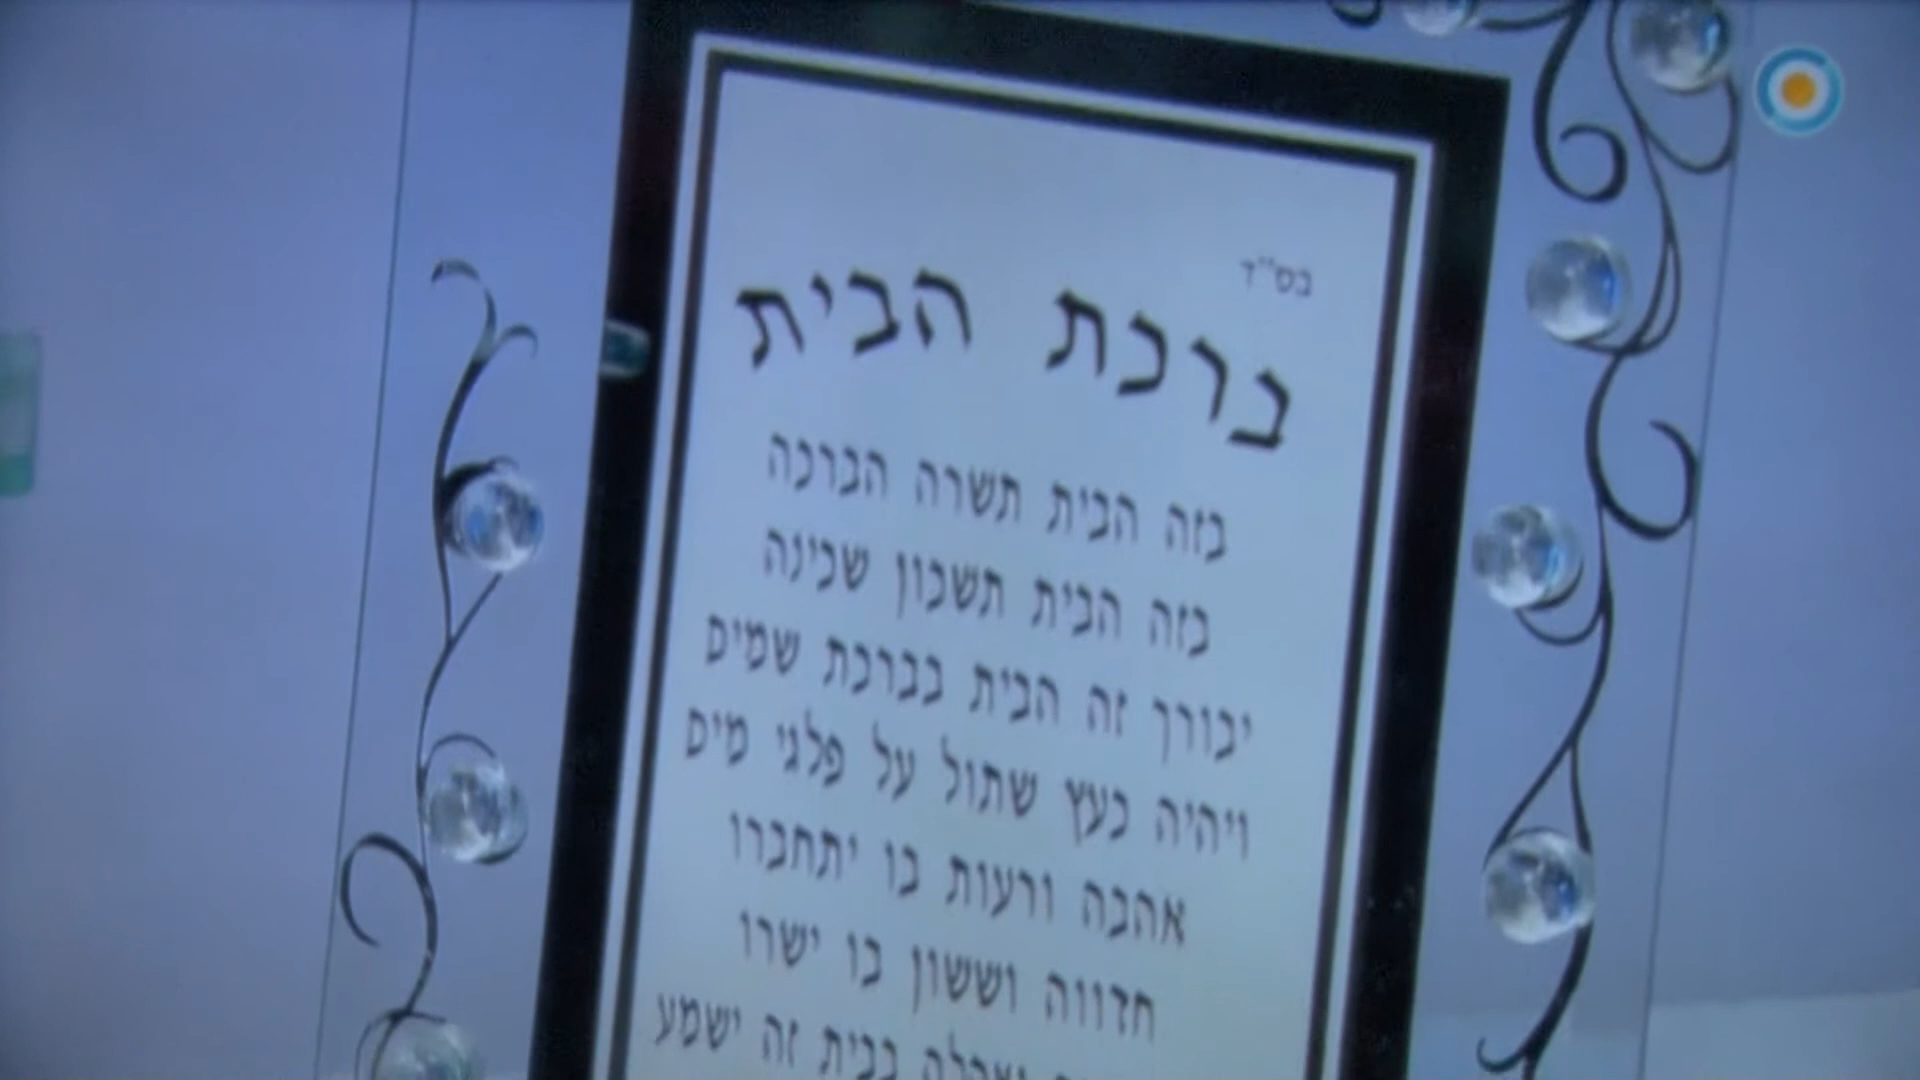 בס"ד
ברכת הבית
בזה הבית תשרה הברכה
בזה הבית תשכון שכינה
יבורך זה הבית בברכת שמים
ויהיה כעץ שתול על פלגי מים
אהבה ורעות בו יתחברו
חדווה וששון בו ישרו
בבית זה ישמע